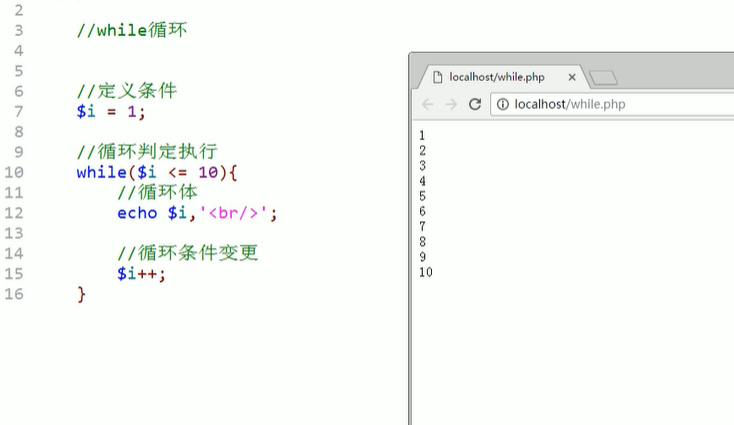 2
3 //while循环
4
5
6 //定义条件
7 $i = 1;
8
9 //循环判定执行
10 while($i <= 10){
11 //循环体
12 echo $i,'<br/>';
13
14 //循环条件变更
15 $i++;
16 }
localhost/while.php
localhost/while.php
1
2
3
4
5
6
7
8
9
10